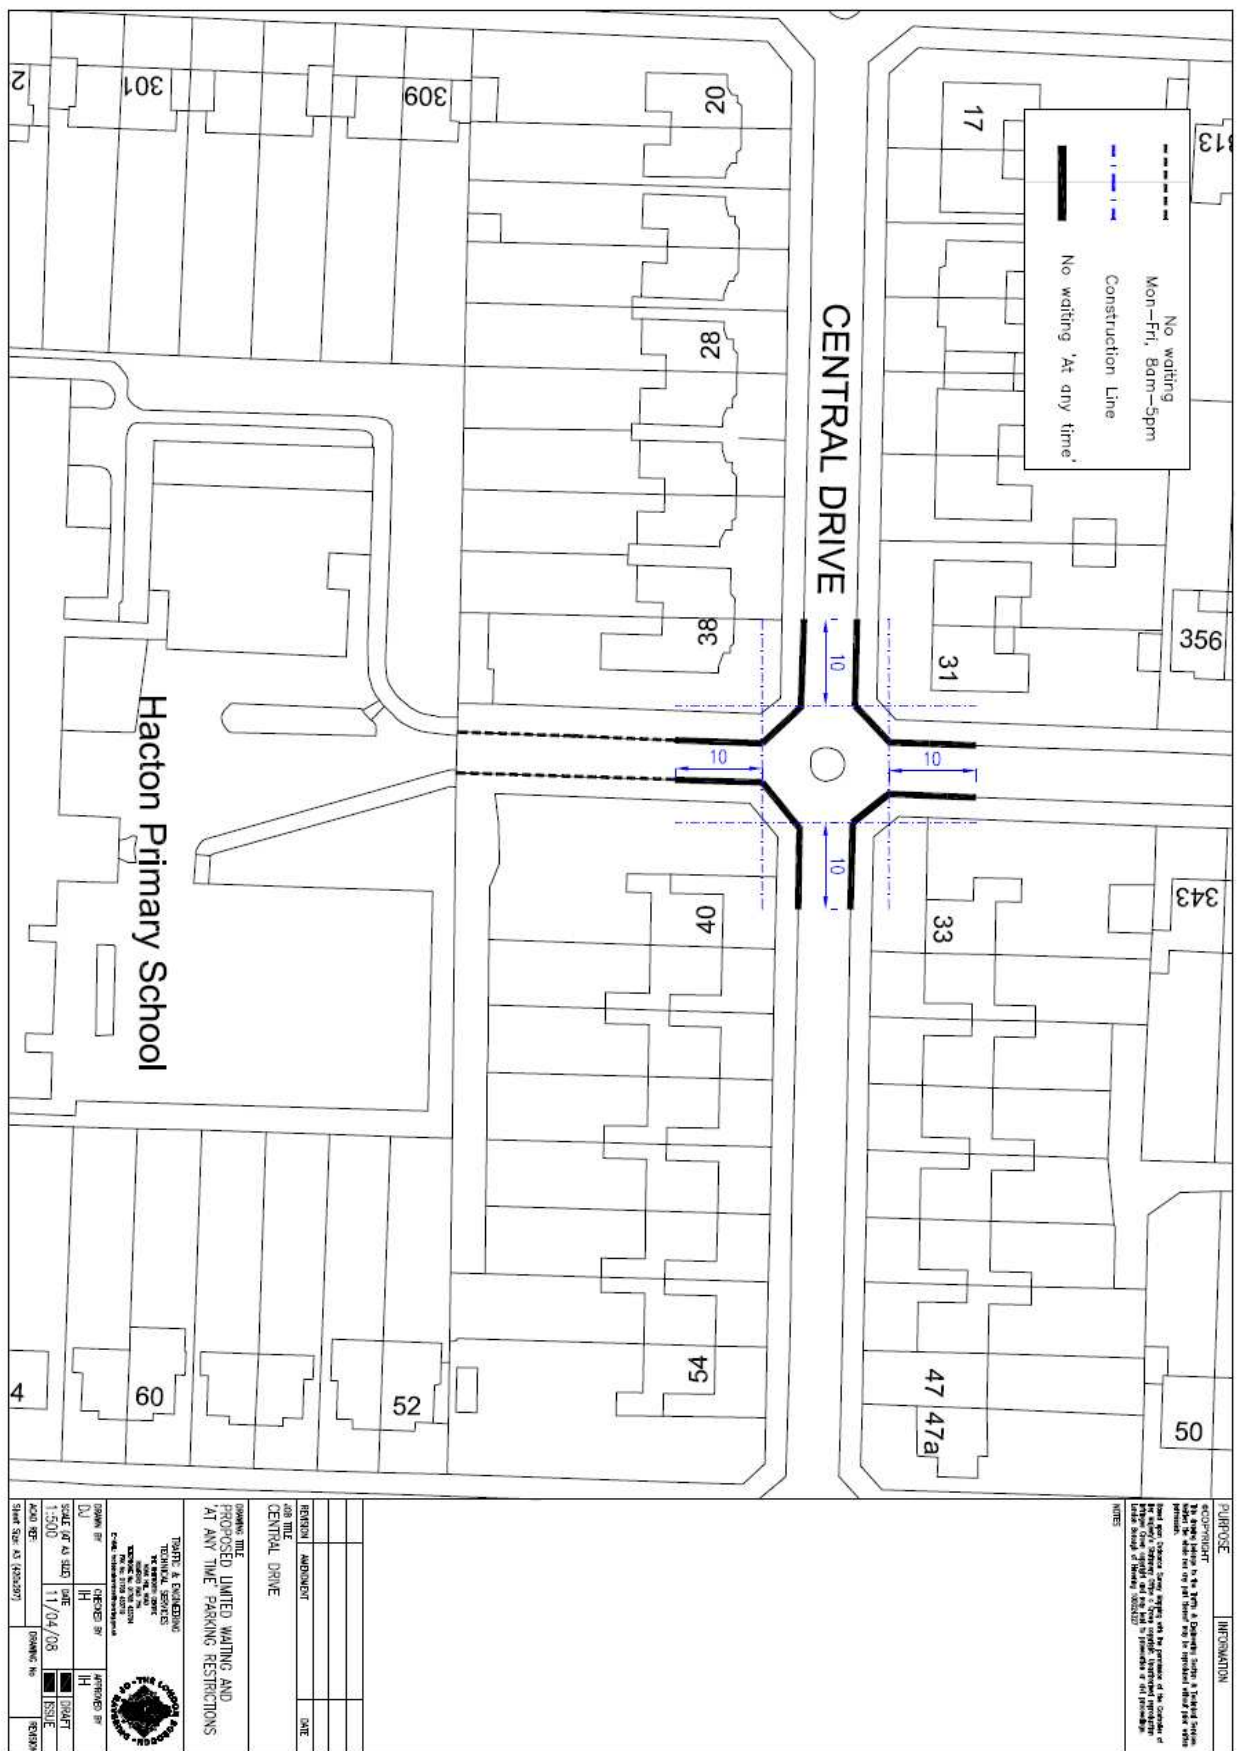 2
301
309
20
17
313
No waiting
Mon-Fri, 8am-5pm
Construction Line
No waiting 'At any time'
28
CENTRAL DRIVE
38
31
356
10
10
10
10
Hacton Primary School
40
33
343
54
47
47a
50
52
60
4
PURPOSE
INFORMATION
©COPYRIGHT
NOTES
REVISION
AMENDMENT
DATE
JOB TITLE
CENTRAL DRIVE
DRAWING TITLE
PROPOSED LIMITED WAITING AND
'AT ANY TIME' PARKING RESTRICTIONS
TRAFFIC & ENGINEERING
TECHNICAL SERVICES
DRAWN BY
DJ
CHECKED BY
IH
APPROVED BY
IH
SCALE (AT A3 SIZE)
1:500
DATE
11/04/08
DRAFT
ISSUE
ACAD REF:
DRAWING No
REVISION
Sheet Size: A3 (420x297)